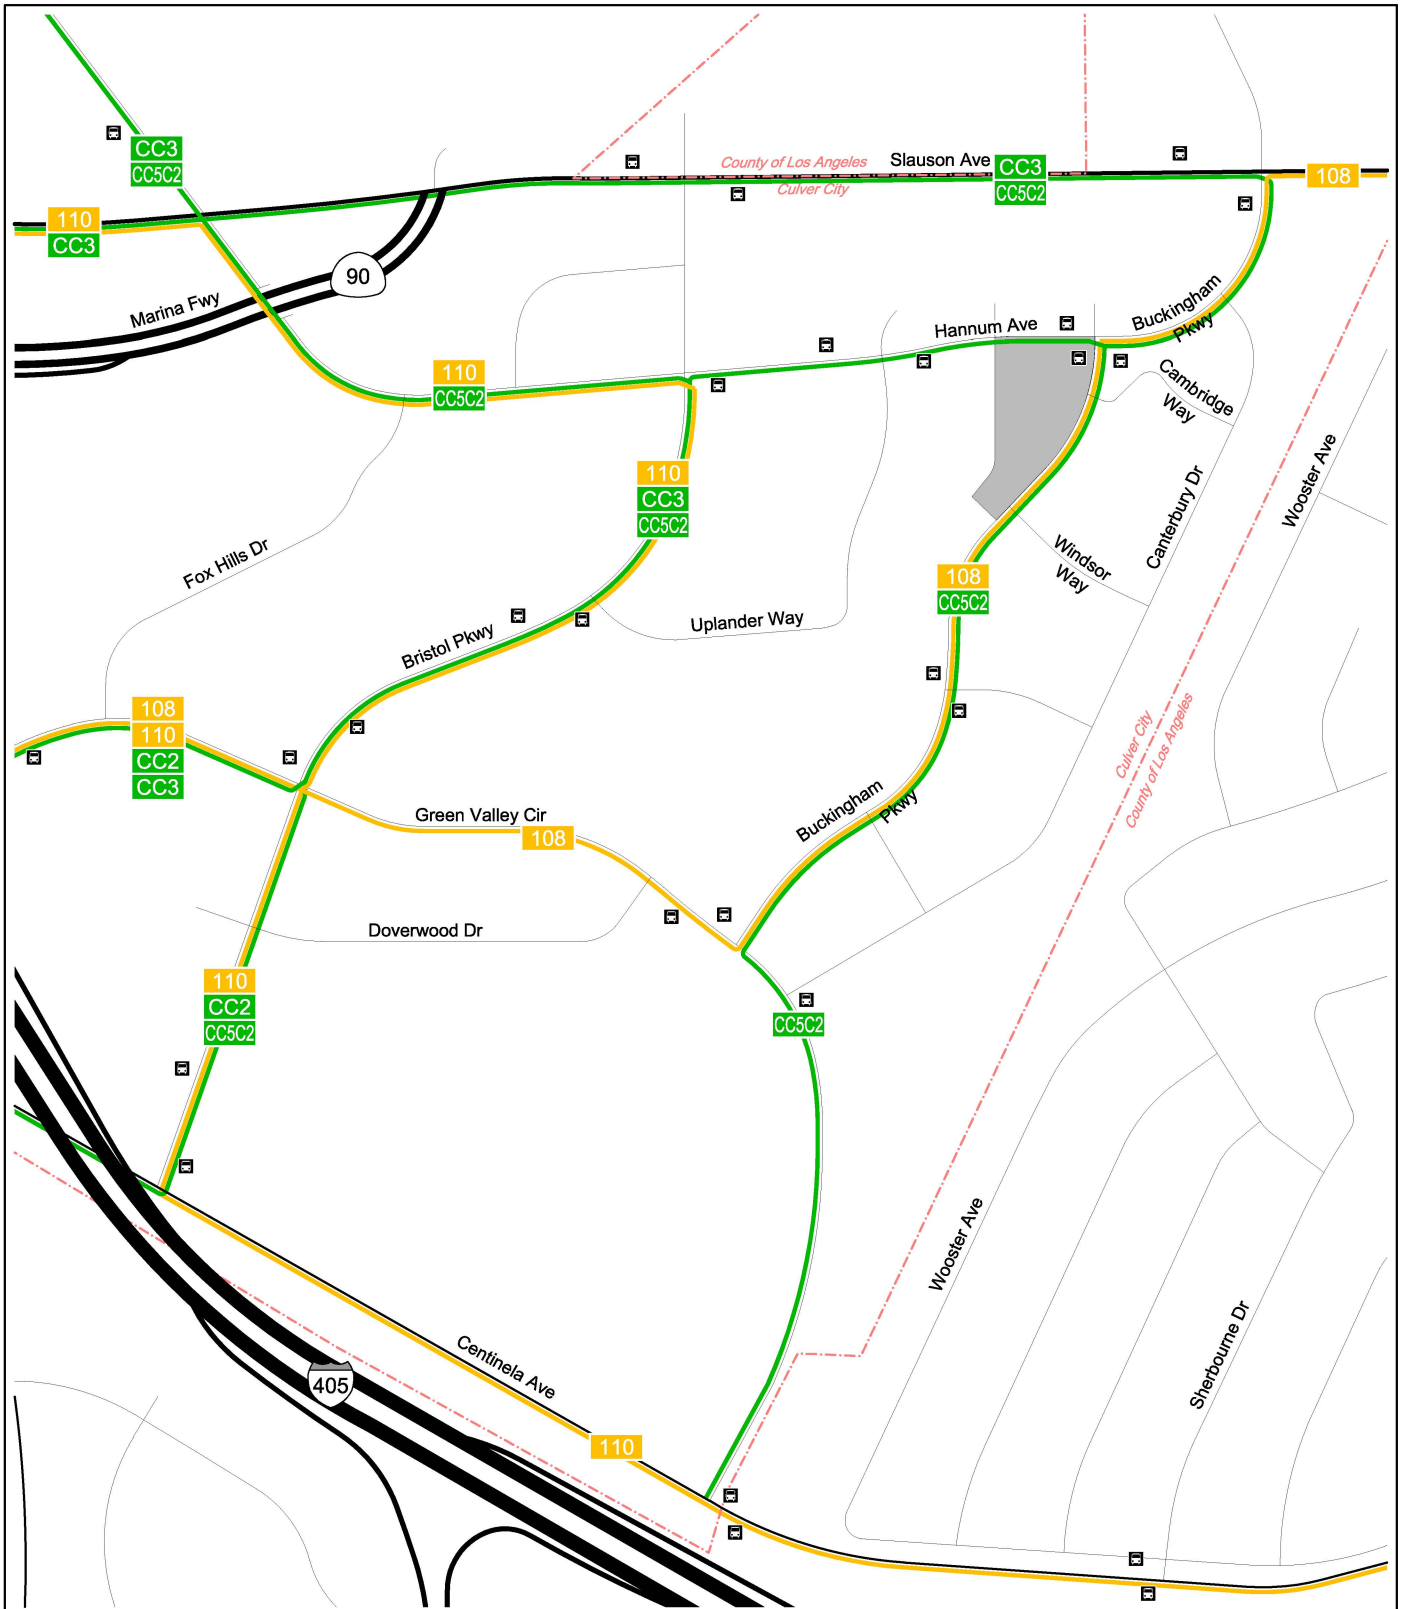 CC3
CC5C2
County of Los Angeles
Slauson Ave
CC3
CC5C2
108
Culver City
110
CC3
90
Marina Fwy
Buckingham
Pkwy
Hannum Ave
110
CC5C2
Cambridge
Way
110
CC3
CC5C2
Wooster Ave
Canterbury Dr
Fox Hills Dr
Windsor
Way
108
CC5C2
Uplander Way
Bristol Pkwy
108
110
CC2
CC3
Culver City
County of Los Angeles
Green Valley Cir
108
Buckingham
Pkwy
Doverwood Dr
110
CC2
CC5C2
CC5C2
Wooster Ave
Sherbourne Dr
Centinela Ave
405
110